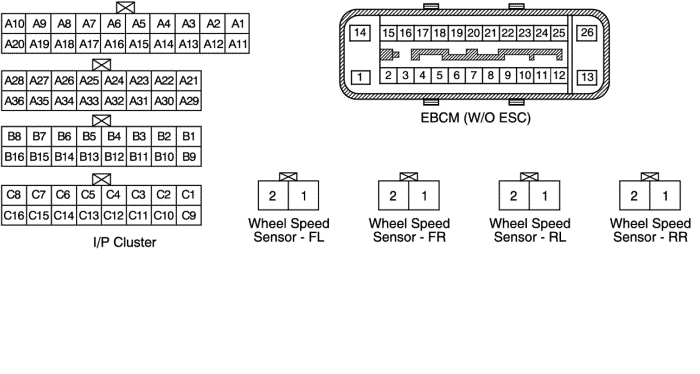 A10 A9 A8 A7 A6 A5 A4 A3 A2 A1
A20 A19 A18 A17 A16 A15 A14 A13 A12 A11
A28 A27 A26 A25 A24 A23 A22 A21
A36 A35 A34 A33 A32 A31 A30 A29
B8 B7 B6 B5 B4 B3 B2 B1
B16 B15 B14 B13 B12 B11 B10 B9
C8 C7 C6 C5 C4 C3 C2 C1
C16 C15 C14 C13 C12 C11 C10 C9
I/P Cluster
14 15 16 17 18 19 20 21 22 23 24 25 26
1 2 3 4 5 6 7 8 9 10 11 12 13
EBCM (W/O ESC)
2 1
Wheel Speed
Sensor - FL
2 1
Wheel Speed
Sensor - FR
2 1
Wheel Speed
Sensor - RL
2 1
Wheel Speed
Sensor - RR